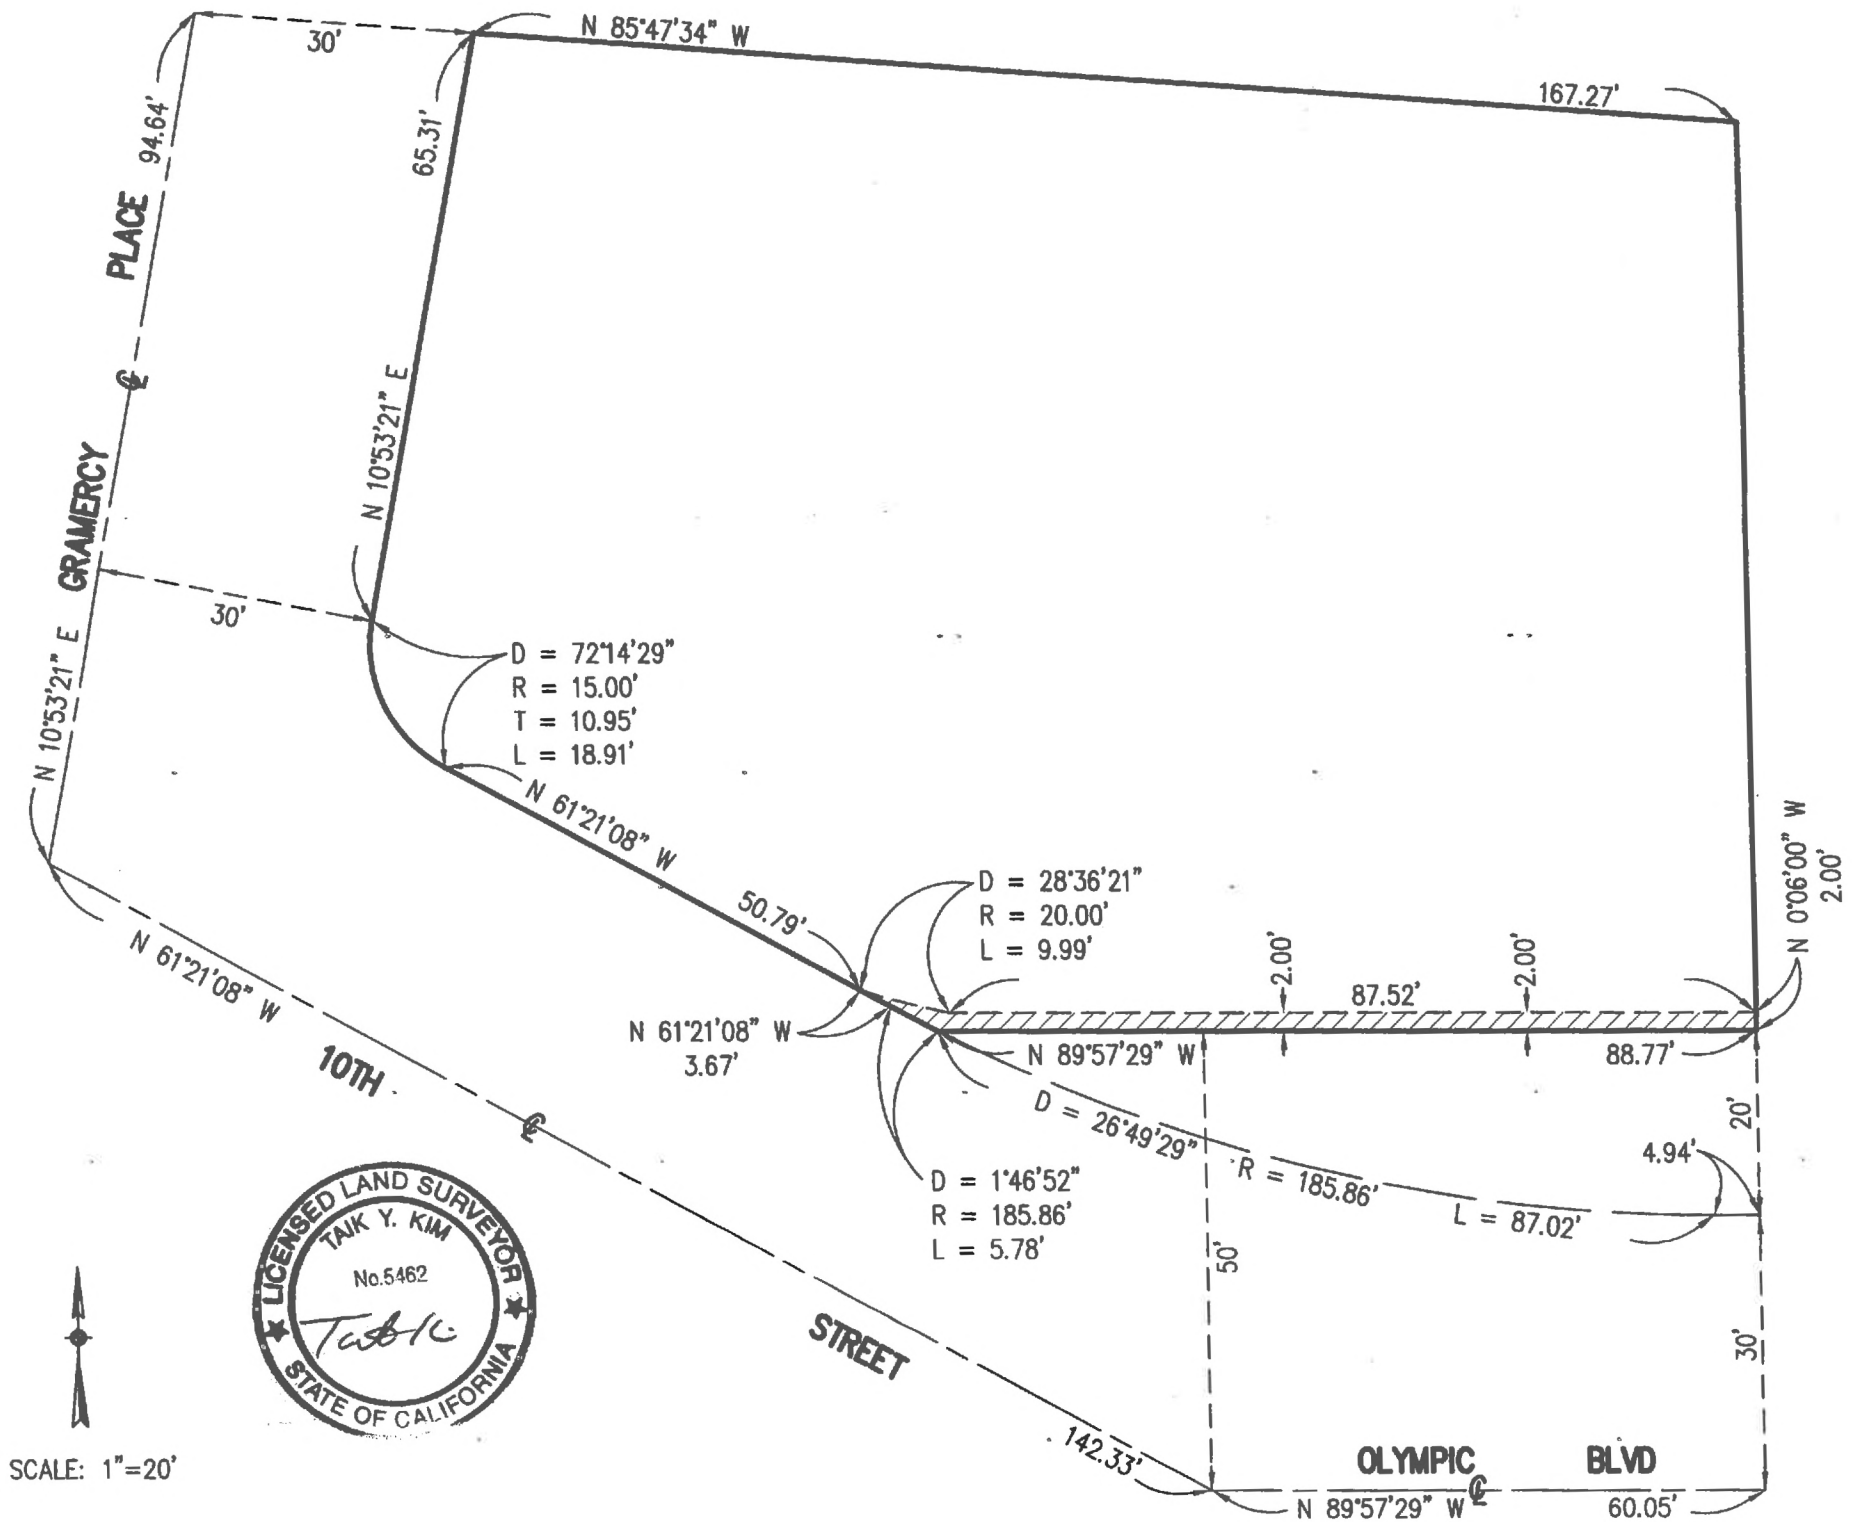 N 85°47'34" W
30'
167.27'
94.64'
65.31'
PLACE
℄
N 10°53'21" E
GRAMERCY
30'
N 10°53'21" E
D = 72°14'29"
R = 15.00'
T = 10.95'
L = 18.91'
N 61°21'08" W
50.79'
D = 28°36'21"
R = 20.00'
L = 9.99'
N 0°06'00" W
2.00'
2.00'
2.00'
87.52'
N 61°21'08" W
N 61°21'08" W
3.67'
N 89°57'29" W
88.77'
10TH
℄
D = 26°49'29"
R = 185.86'
L = 87.02'
20'
4.94'
D = 1°46'52"
R = 185.86'
L = 5.78'
50'
30'
LICENSED LAND SURVEYOR
TAIK Y. KIM
No.5462
STATE OF CALIFORNIA
STREET
142.33'
SCALE: 1"=20'
OLYMPIC BLVD
℄
N 89°57'29" W
60.05'